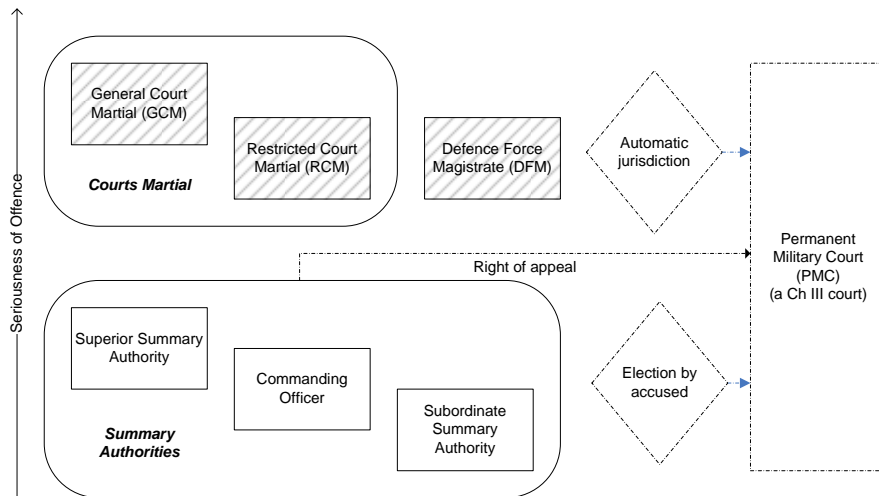 Seriousness of Offence
General Court
Martial (GCM)
Courts Martial
Restricted Court
Martial (RCM)
Defence Force
Magistrate (DFM)
Automatic
jurisdiction
Permanent
Military Court
(PMC)
(a Ch III court)
Right of appeal
Superior Summary
Authority
Commanding
Officer
Subordinate
Summary
Authority
Summary
Authorities
Election by
accused